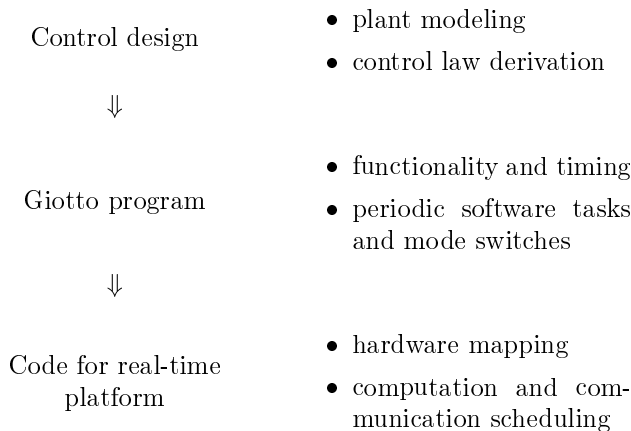 Control design
• plant modeling
• control law derivation
⇓
Giotto program
• functionality and timing
• periodic software tasks
and mode switches
⇓
Code for real-time
platform
• hardware mapping
• computation and com-
munication scheduling